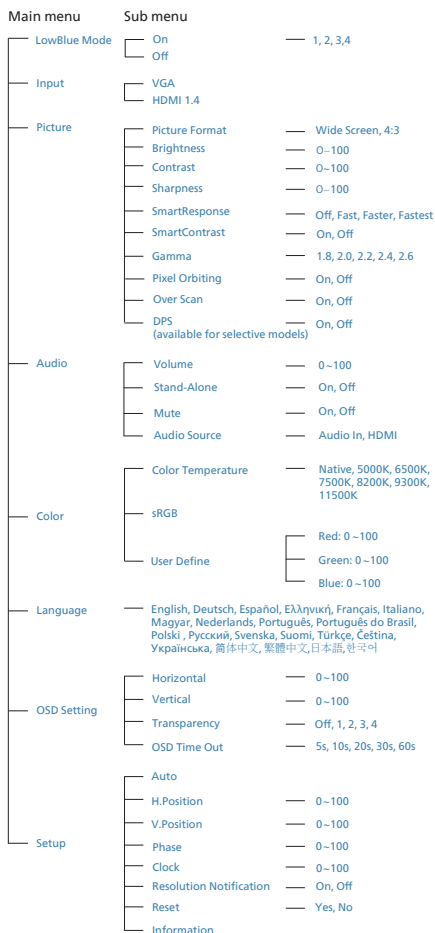 Main menu Sub menu
LowBlue Mode On 1, 2, 3,4
Off
Input VGA
HDMI 1.4
Picture Picture Format Wide Screen, 4:3
Brightness 0~100
Contrast 0~100
Sharpness 0~100
SmartResponse Off, Fast, Faster, Fastest
SmartContrast On, Off
Gamma 1.8, 2.0, 2.2, 2.4, 2.6
Pixel Orbiting On, Off
Over Scan On, Off
DPS On, Off
(available for selective models)
Audio Volume 0~100
Stand-Alone On, Off
Mute On, Off
Audio Source Audio In, HDMI
Color Temperature Native, 5000K, 6500K,
7500K, 8200K, 9300K,
11500K
Color sRGB
Red: 0 ~100
User Define Green: 0 ~100
Blue: 0 ~100
Language English, Deutsch, Español, Ελληνική, Français, Italiano,
Magyar, Nederlands, Português, Português do Brasil,
Polski , Русский, Svenska, Suomi, Türkçe, Čeština,
Українська, 简体中文, 繁體中文,日本語,한국어
Horizontal 0~100
Vertical 0~100
OSD Setting Transparency Off, 1, 2, 3, 4
OSD Time Out 5s, 10s, 20s, 30s, 60s
Auto
H.Position 0~100
V.Position 0~100
Setup Phase 0~100
Clock 0~100
Resolution Notification On, Off
Reset Yes, No
Information